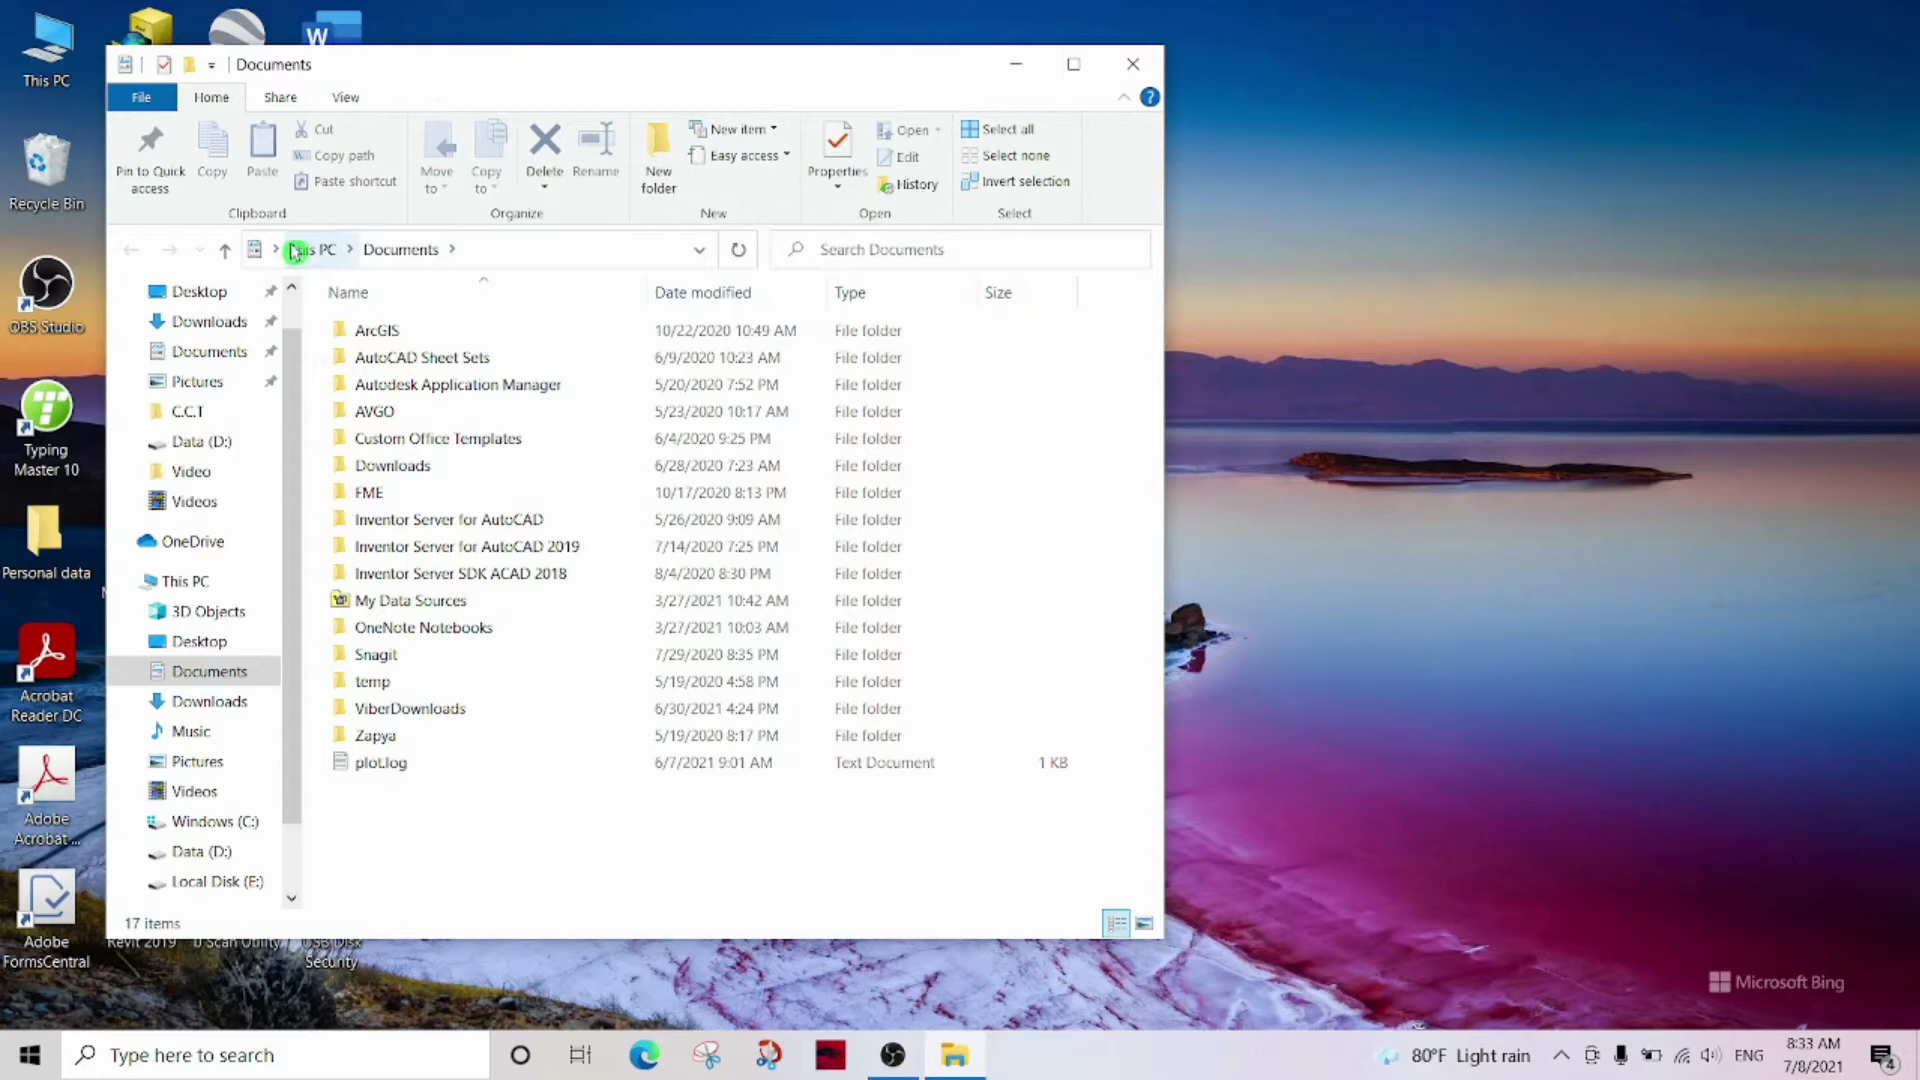 This PC
W
Recycle Bin
OBS Studio
Typing
Master 10
Personal data
Acrobat
Reader DC
Adobe
Acrobat ...
Adobe
FormsCentral
Revit 2019
USB Disk
Security
Documents
File
Home
Share
View
?
Pin to Quick
access
Copy
Paste
Cut
Copy path
Paste shortcut
Clipboard
Move
to
Copy
to
Delete
Rename
Organize
New
folder
New item
Easy access
New
Properties
Open
Edit
History
Open
Select all
Select none
Invert selection
Select
This PC > Documents >
Search Documents
Desktop
Downloads
Documents
Pictures
C.C.T
Data (D:)
Video
Videos
OneDrive
This PC
3D Objects
Desktop
Documents
Downloads
Music
Pictures
Videos
Windows (C:)
Data (D:)
Local Disk (E:)
Name Date modified Type Size
ArcGIS 10/22/2020 10:49 AM File folder
AutoCAD Sheet Sets 6/9/2020 10:23 AM File folder
Autodesk Application Manager 5/20/2020 7:52 PM File folder
AVGO 5/23/2020 10:17 AM File folder
Custom Office Templates 6/4/2020 9:25 PM File folder
Downloads 6/28/2020 7:23 AM File folder
FME 10/17/2020 8:13 PM File folder
Inventor Server for AutoCAD 5/26/2020 9:09 AM File folder
Inventor Server for AutoCAD 2019 7/14/2020 7:25 PM File folder
Inventor Server SDK ACAD 2018 8/4/2020 8:30 PM File folder
My Data Sources 3/27/2021 10:42 AM File folder
OneNote Notebooks 3/27/2021 10:03 AM File folder
Snagit 7/29/2020 8:35 PM File folder
temp 5/19/2020 4:58 PM File folder
ViberDownloads 6/30/2021 4:24 PM File folder
Zapya 5/19/2020 8:17 PM File folder
plot.log 6/7/2021 9:01 AM Text Document 1 KB
17 items
Microsoft Bing
Type here to search
80°F Light rain
ENG
8:33 AM
7/8/2021
4